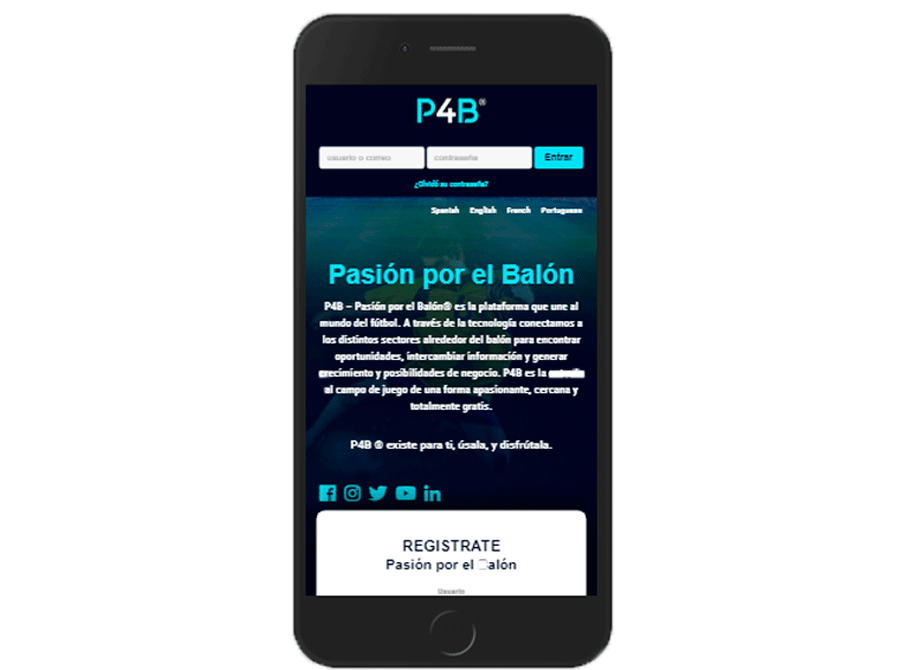 P4B®
usuario o correo contraseña Entrar
¿Olvidó su contraseña?
Spanish English French Portuguese
Pasión por el Balón
P4B – Pasión por el Balón® es la plataforma que une al
mundo del fútbol. A través de la tecnología conectamos a
los distintos sectores alrededor del balón para encontrar
oportunidades, intercambiar información y generar
crecimiento y posibilidades de negocio. P4B es la
al campo de juego de una forma apasionante, cercana y
totalmente gratis.
P4B ® existe para ti, úsala, y disfrútala.
REGISTRATE
Pasión por el alón
Usuario